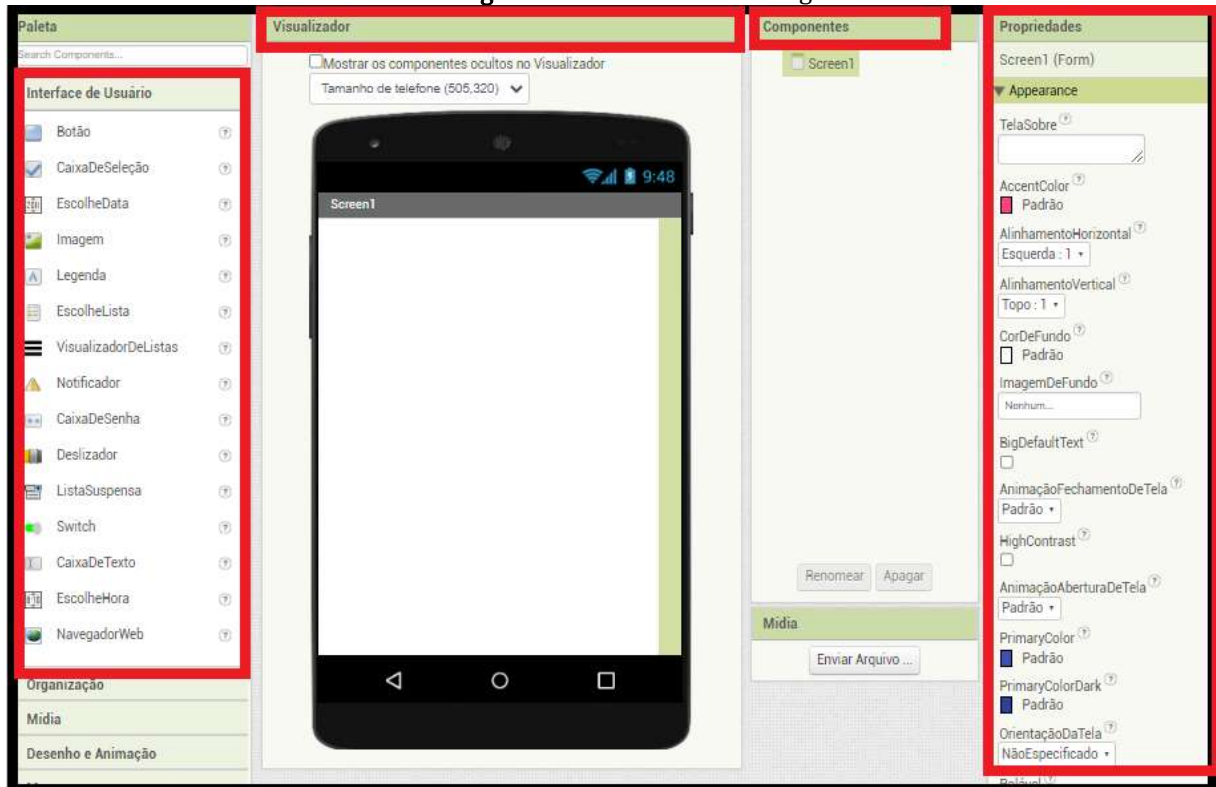 Paleta
Search Components...
Interface de Usuário
Botão
CaixaDeSeleção
EscolheData
Imagem
Legenda
EscolheLista
VisualizadorDeListas
Notificador
CaixaDeSenha
Deslizador
ListaSuspensa
Switch
CaixaDeTexto
EscolheHora
NavegadorWeb
Organização
Mídia
Desenho e Animação
Visualizador
Mostrar os componentes ocultos no Visualizador
Tamanho de telefone (505,320)
9:48
Screen1
Componentes
Screen1
Renomear Apagar
Mídia
Enviar Arquivo ...
Propriedades
Screen1 (Form)
Appearance
TelaSobre
AccentColor
Padrão
AlinhamentoHorizontal
Esquerda : 1
AlinhamentoVertical
Topo : 1
CorDeFundo
Padrão
ImagemDeFundo
Nenhum...
BigDefaultText
AnimaçãoFechamentoDeTela
Padrão
HighContrast
AnimaçãoAberturaDeTela
Padrão
PrimaryColor
Padrão
PrimaryColorDark
Padrão
OrientaçãoDaTela
NãoEspecificado